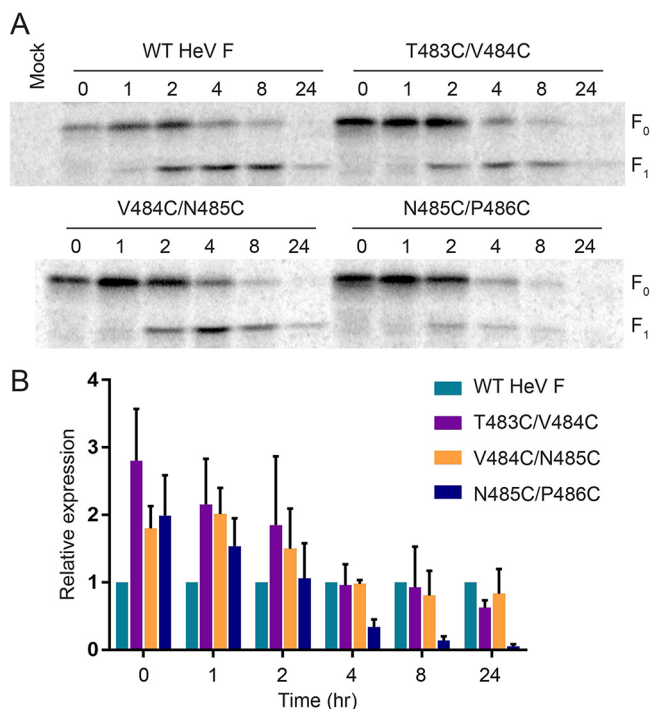 A
Mock
WT HeV F
T483C/V484C
0 1 2 4 8 24 0 1 2 4 8 24
F0
F1
V484C/N485C
N485C/P486C
0 1 2 4 8 24 0 1 2 4 8 24
F0
F1
B
Relative expression
4
3
2
1
0
WT HeV F
T483C/V484C
V484C/N485C
N485C/P486C
0 1 2 4 8 24
Time (hr)